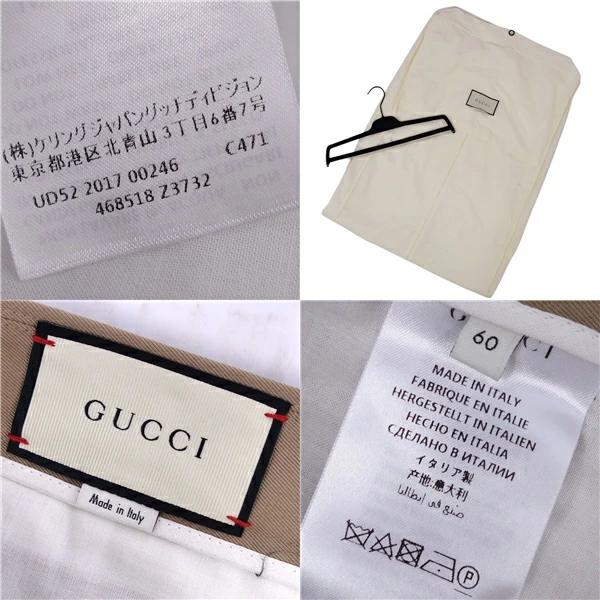 (株)ケリングジャパングッチディビジョン
東京都港区北青山3丁目6番7号
C471
UD52 2017 00246
468518 Z3732
GUCCI
GUCCI
Made in Italy
GUCCI
60
MADE IN ITALY
FABRIQUE EN ITALIE
HERGESTELLT IN ITALIEN
HECHO EN ITALIA
СДЕЛАНО В ИТАЛИИ
イタリア製
产地:意大利
صنع في إيطاليا
P